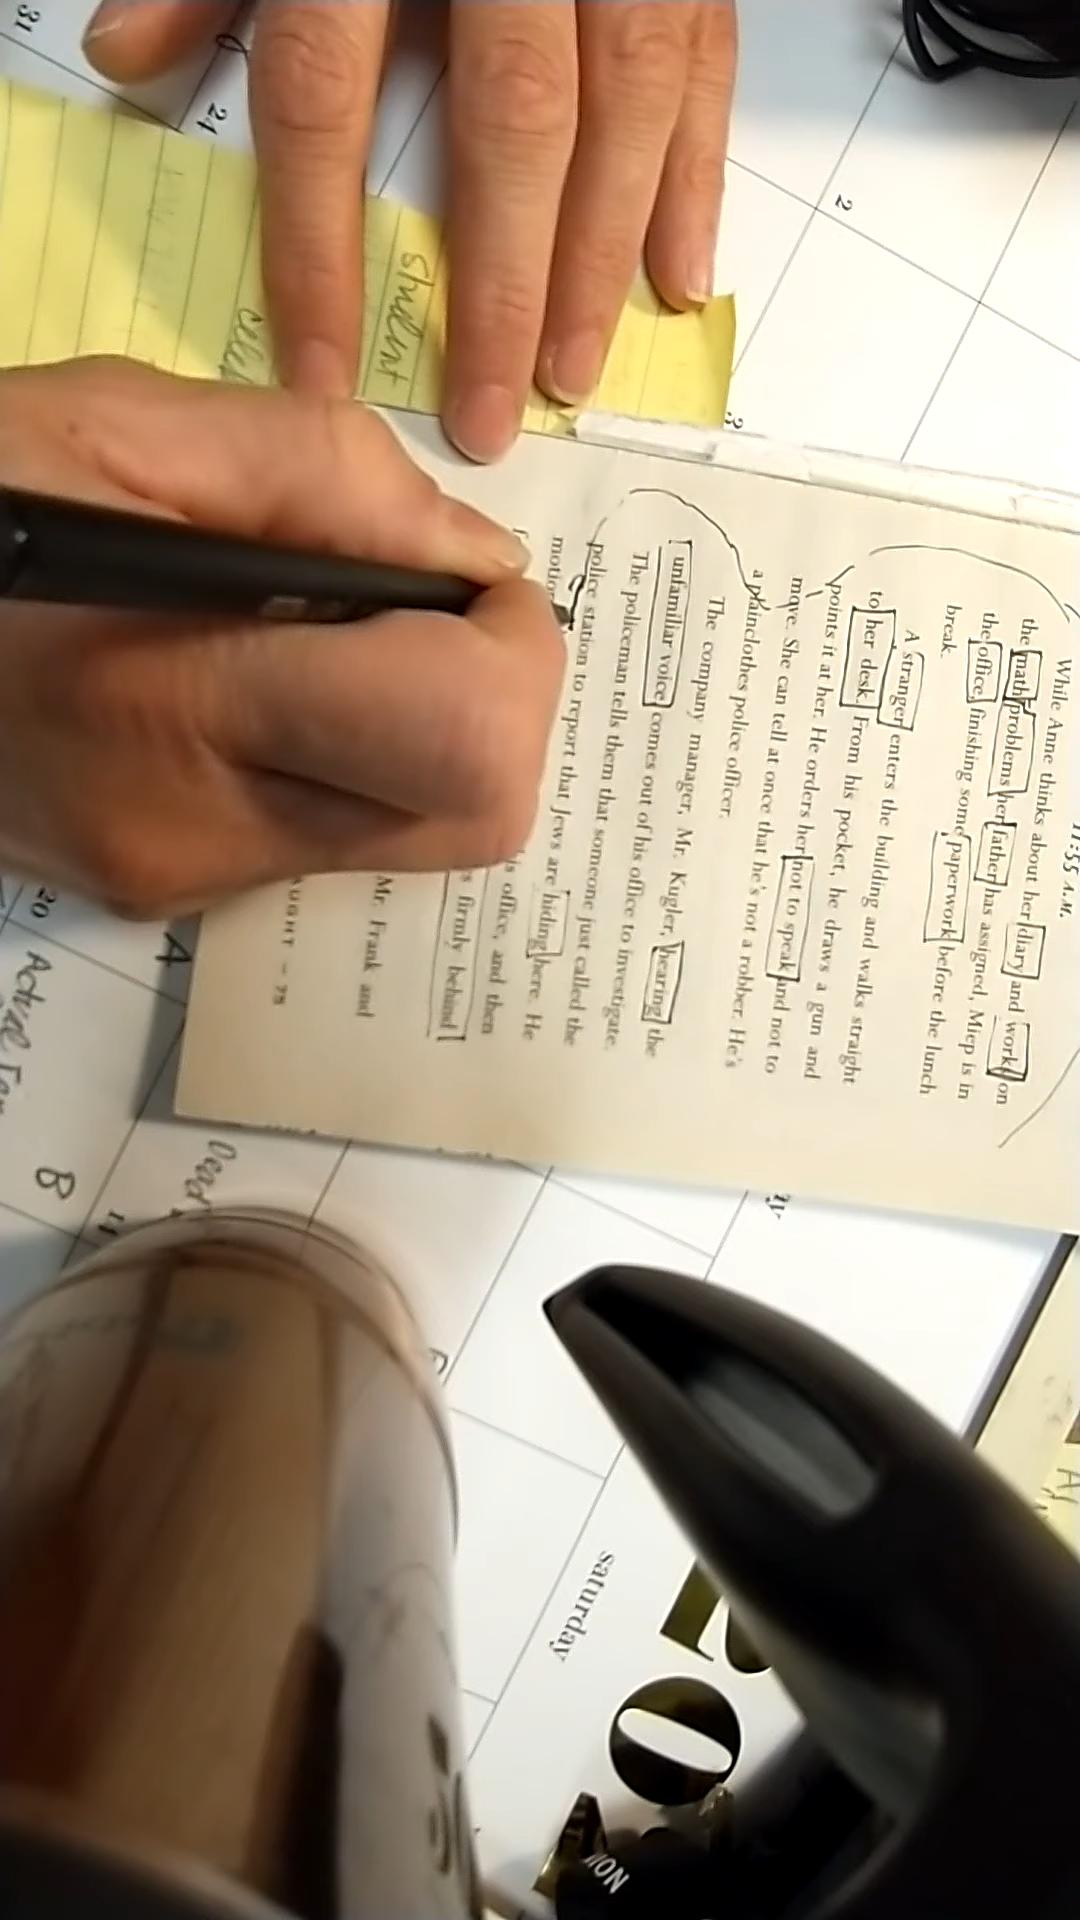 11:55 A.M.
While Anne thinks about her diary and work on
the math problems her father has assigned, Miep is in
the office, finishing some paperwork before the lunch
break.
A stranger enters the building and walks straight
to her desk. From his pocket, he draws a gun and
points it at her. He orders her not to speak and not to
move. She can tell at once that he's not a robber. He's
a plainclothes police officer.
The company manager, Mr. Kugler, hearing the
unfamiliar voice comes out of his office to investigate.
The policeman tells them that someone just called the
police station to report that Jews are hiding here. He
office, and then
firmly behind
Mr. Frank and
75
student
31
24
2
3
20
A
B
14
saturday
NOW